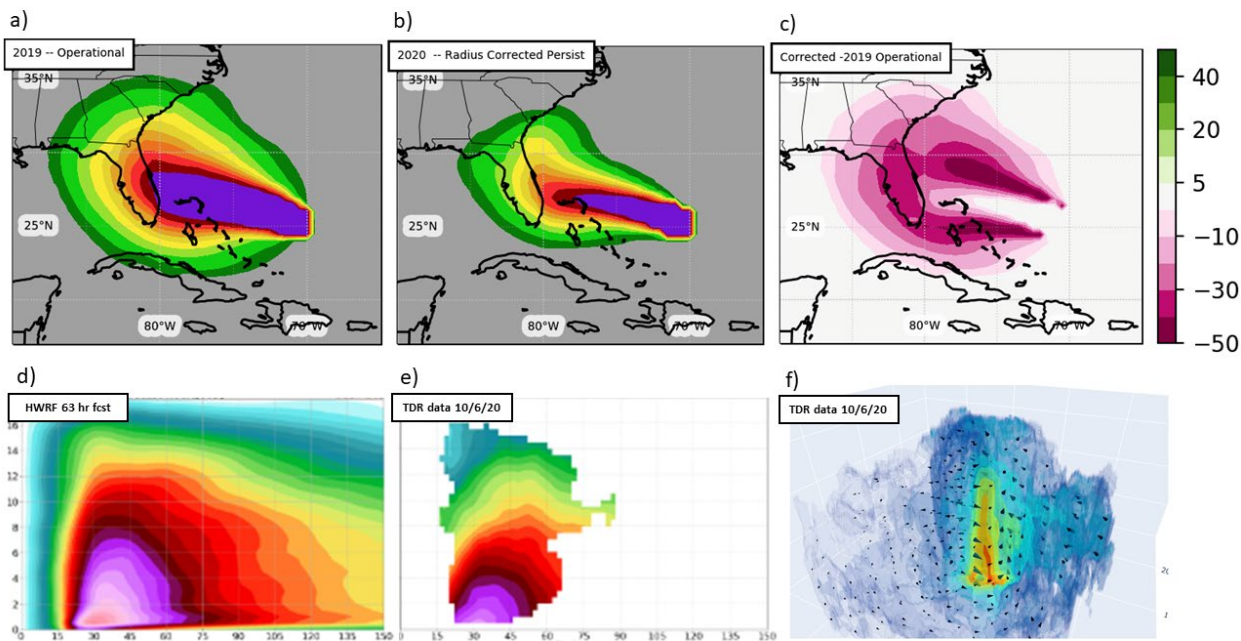 a)
b)
c)
2019 -- Operational
2020 -- Radius Corrected Persist
Corrected -2019 Operational
35°N
25°N
80°W
70°W
35°N
25°N
80°W
70°W
35°N
25°N
80°W
70°W
40
20
5
−10
−30
−50
d)
e)
f)
HWRF 63 hr fcst
TDR data 10/6/20
TDR data 10/6/20
16
14
12
10
8
6
4
2
0
0 15 30 45 60 75 90 105 120 135 150
15 30 45 60 75 90 105 120 135 150